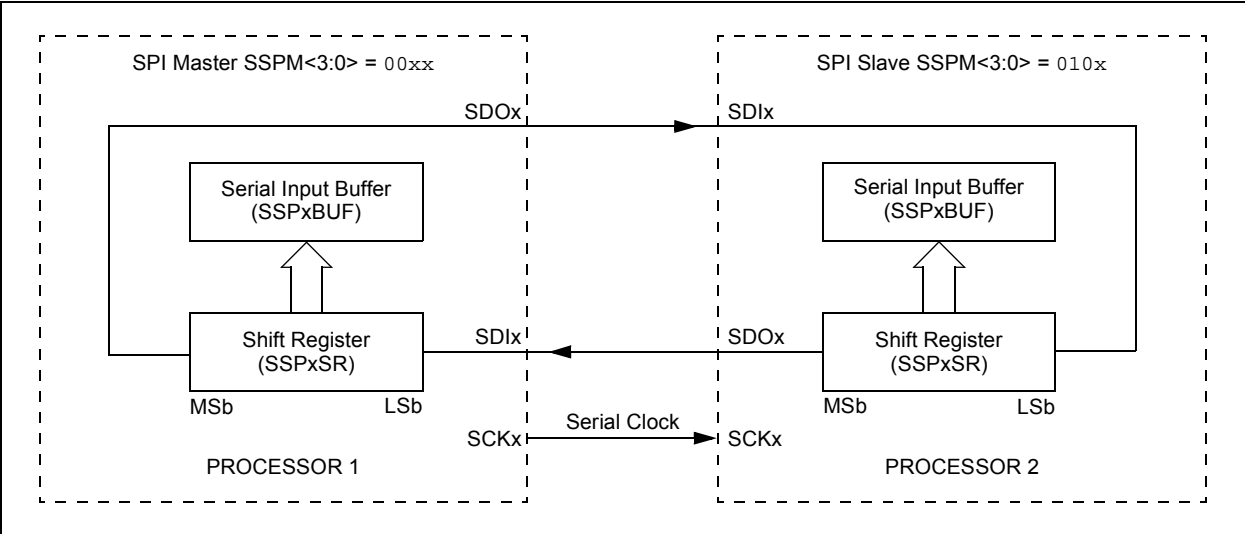 SPI Master SSPM<3:0> = 00xx
SDOx
Serial Input Buffer
(SSPxBUF)
Shift Register
(SSPxSR)
MSb
LSb
SDIx
SCKx
PROCESSOR 1
Serial Clock
SPI Slave SSPM<3:0> = 010x
SDIx
Serial Input Buffer
(SSPxBUF)
SDOx
Shift Register
(SSPxSR)
MSb
LSb
SCKx
PROCESSOR 2